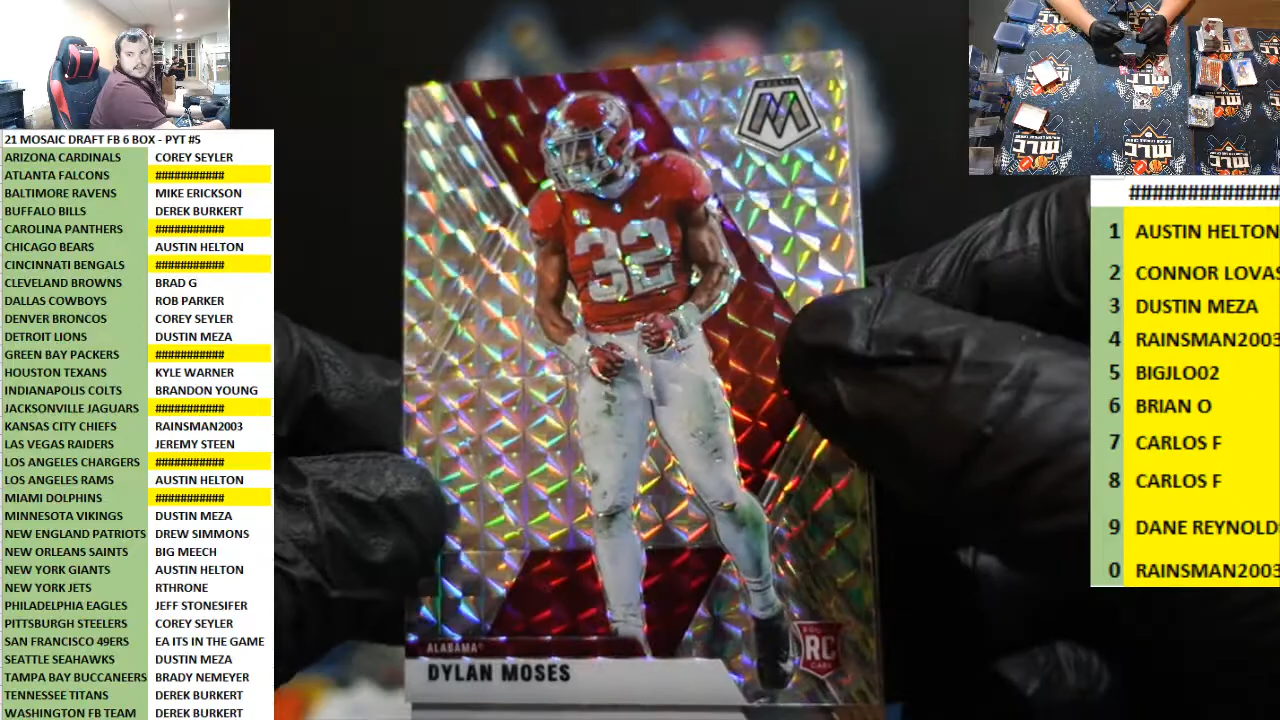 21 MOSAIC DRAFT FB 6 BOX - PYT #5
ARIZONA CARDINALS COREY SEYLER
ATLANTA FALCONS ###########
BALTIMORE RAVENS MIKE ERICKSON
BUFFALO BILLS DEREK BURKERT
CAROLINA PANTHERS ###########
CHICAGO BEARS AUSTIN HELTON
CINCINNATI BENGALS ###########
CLEVELAND BROWNS BRAD G
DALLAS COWBOYS ROB PARKER
DENVER BRONCOS COREY SEYLER
DETROIT LIONS DUSTIN MEZA
GREEN BAY PACKERS ###########
HOUSTON TEXANS KYLE WARNER
INDIANAPOLIS COLTS BRANDON YOUNG
JACKSONVILLE JAGUARS ###########
KANSAS CITY CHIEFS RAINSMAN2003
LAS VEGAS RAIDERS JEREMY STEEN
LOS ANGELES CHARGERS ###########
LOS ANGELES RAMS AUSTIN HELTON
MIAMI DOLPHINS ###########
MINNESOTA VIKINGS DUSTIN MEZA
NEW ENGLAND PATRIOTS DREW SIMMONS
NEW ORLEANS SAINTS BIG MEECH
NEW YORK GIANTS AUSTIN HELTON
NEW YORK JETS RTHRONE
PHILADELPHIA EAGLES JEFF STONESIFER
PITTSBURGH STEELERS COREY SEYLER
SAN FRANCISCO 49ERS EA ITS IN THE GAME
SEATTLE SEAHAWKS DUSTIN MEZA
TAMPA BAY BUCCANEERS BRADY NEMEYER
TENNESSEE TITANS DEREK BURKERT
WASHINGTON FB TEAM DEREK BURKERT
MOSAIC
M
32
ALABAMA
DYLAN MOSES
RC
CARD
##############
1 AUSTIN HELTON
2 CONNOR LOVAS
3 DUSTIN MEZA
4 RAINSMAN2003
5 BIGJLO02
6 BRIAN O
7 CARLOS F
8 CARLOS F
9 DANE REYNOLD
0 RAINSMAN2003